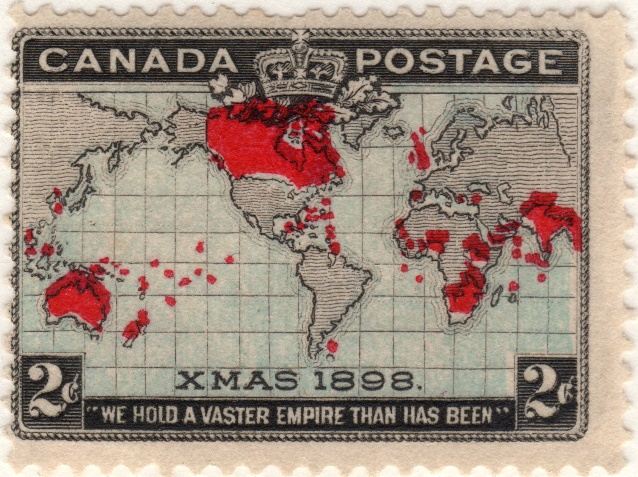 CANADA POSTAGE
XMAS 1898.
2¢ 2¢
"WE HOLD A VASTER EMPIRE THAN HAS BEEN"